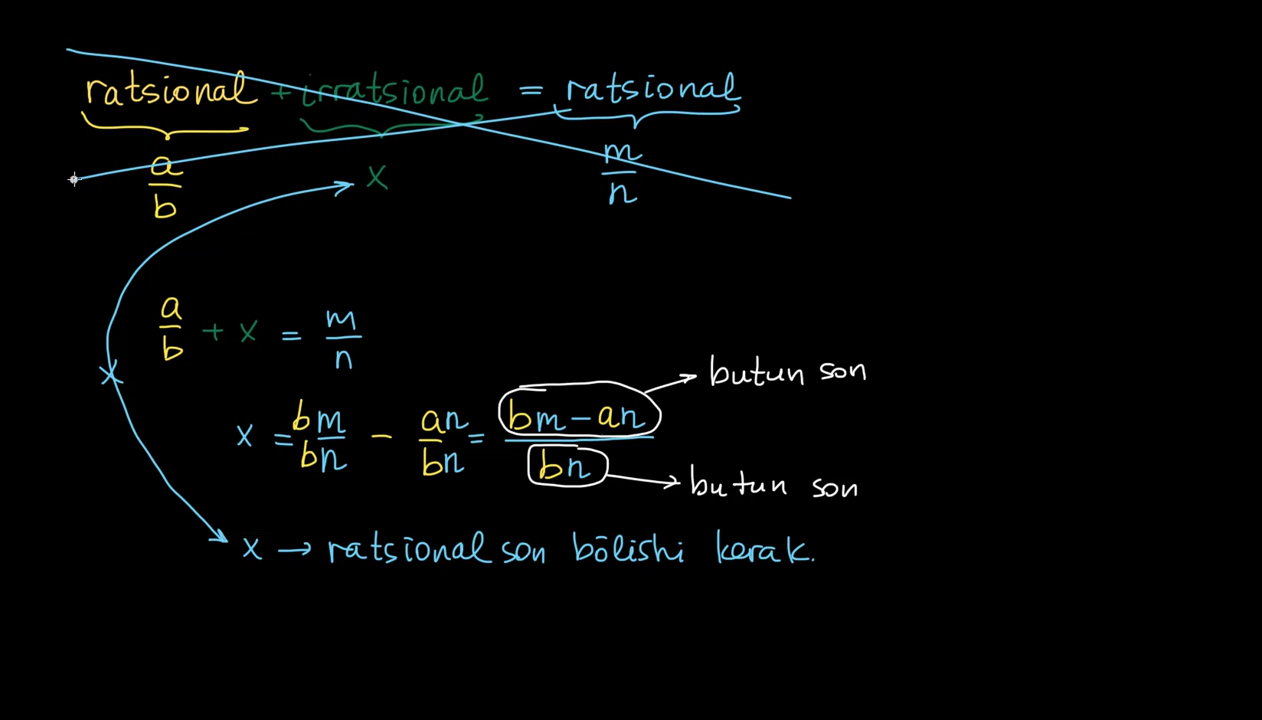 ratsional + irratsional = ratsional
a/b x m/n
a/b + x = m/n
butun son
x = bm/bn - an/bn = bm - an/bn
butun son
x → ratsional son bōlishi kerak.